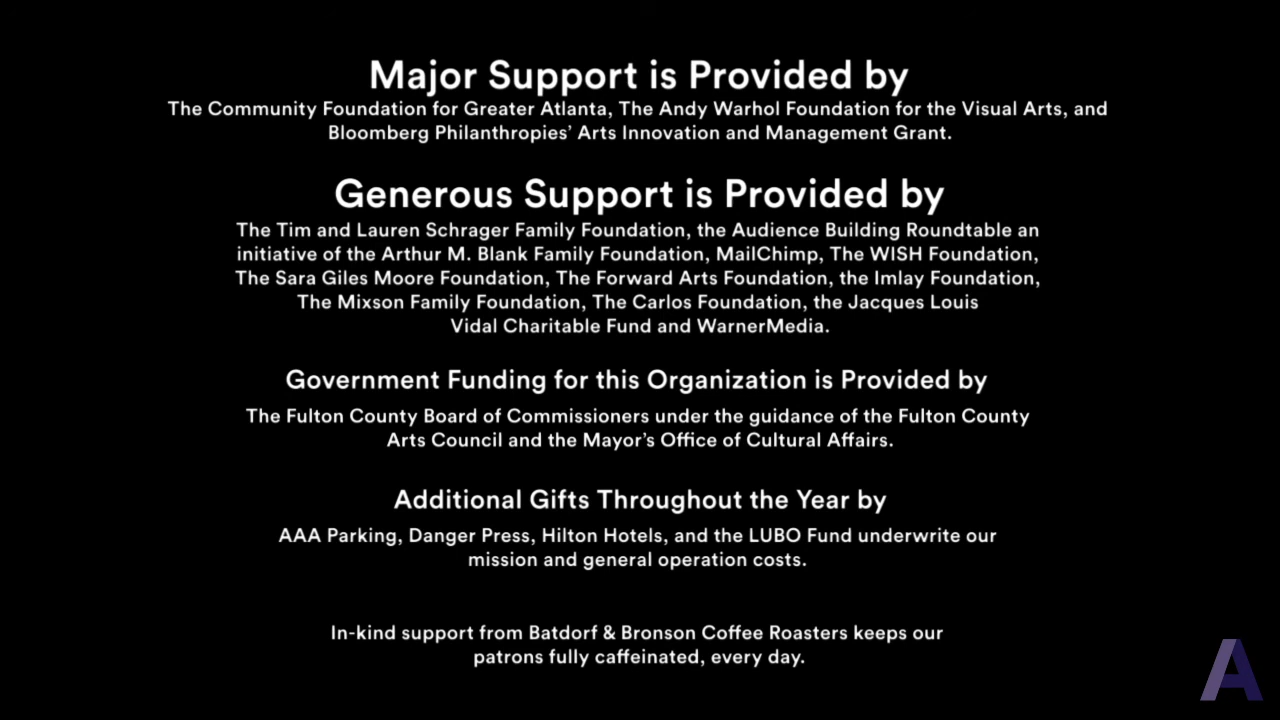 Major Support is Provided by
The Community Foundation for Greater Atlanta, The Andy Warhol Foundation for the Visual Arts, and
Bloomberg Philanthropies’ Arts Innovation and Management Grant.
Generous Support is Provided by
The Tim and Lauren Schrager Family Foundation, the Audience Building Roundtable an
initiative of the Arthur M. Blank Family Foundation, MailChimp, The WISH Foundation,
The Sara Giles Moore Foundation, The Forward Arts Foundation, the Imlay Foundation,
The Mixson Family Foundation, The Carlos Foundation, the Jacques Louis
Vidal Charitable Fund and WarnerMedia.
Government Funding for this Organization is Provided by
The Fulton County Board of Commissioners under the guidance of the Fulton County
Arts Council and the Mayor’s Office of Cultural Affairs.
Additional Gifts Throughout the Year by
AAA Parking, Danger Press, Hilton Hotels, and the LUBO Fund underwrite our
mission and general operation costs.
In-kind support from Batdorf & Bronson Coffee Roasters keeps our
patrons fully caffeinated, every day.
A